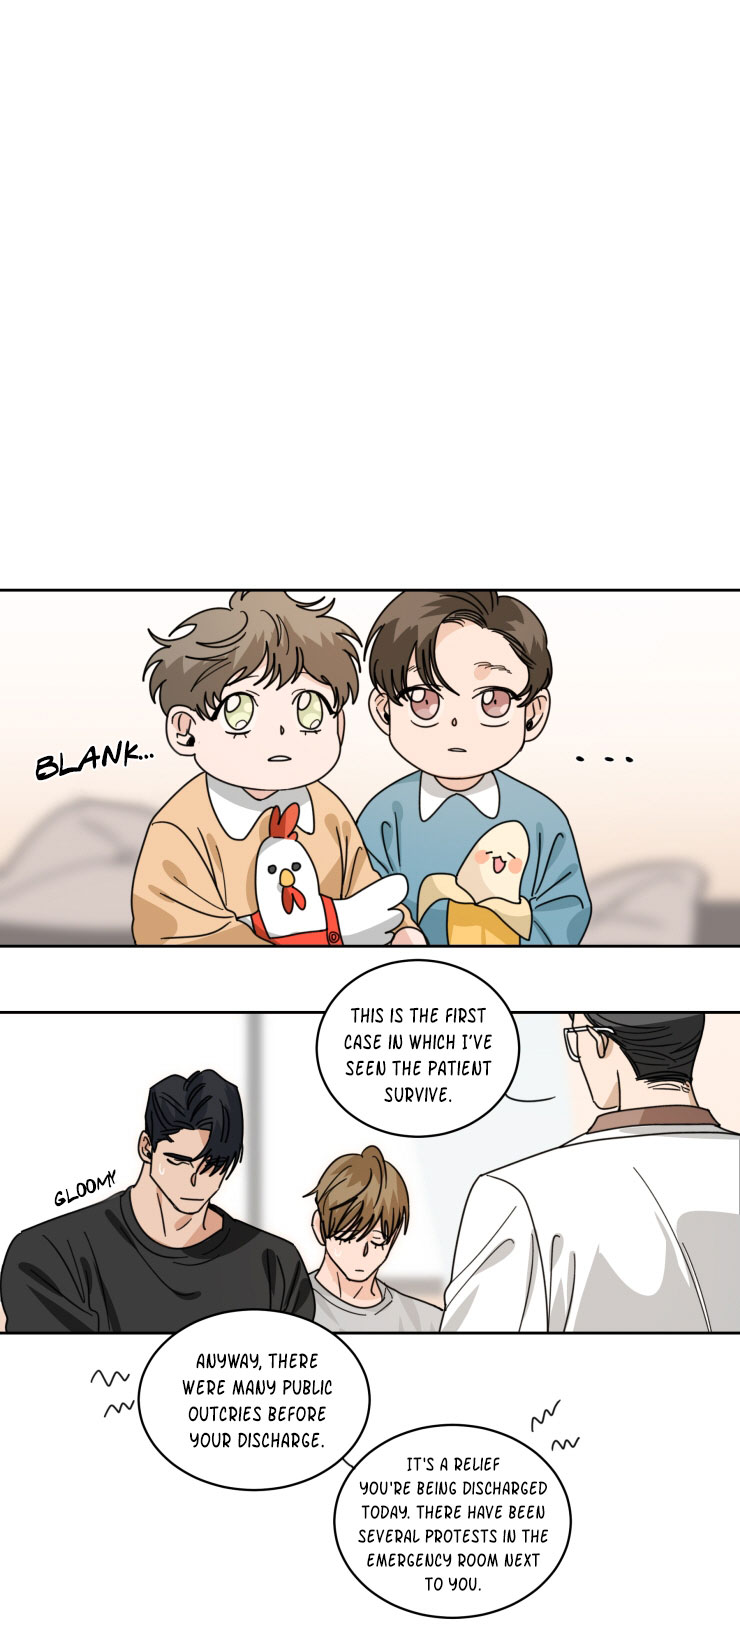 BLANK...
...
THIS IS THE FIRST
CASE IN WHICH I'VE
SEEN THE PATIENT
SURVIVE.
GLOOMY
ANYWAY, THERE
WERE MANY PUBLIC
OUTCRIES BEFORE
YOUR DISCHARGE.
IT'S A RELIEF
YOU'RE BEING DISCHARGED
TODAY. THERE HAVE BEEN
SEVERAL PROTESTS IN THE
EMERGENCY ROOM NEXT
TO YOU.